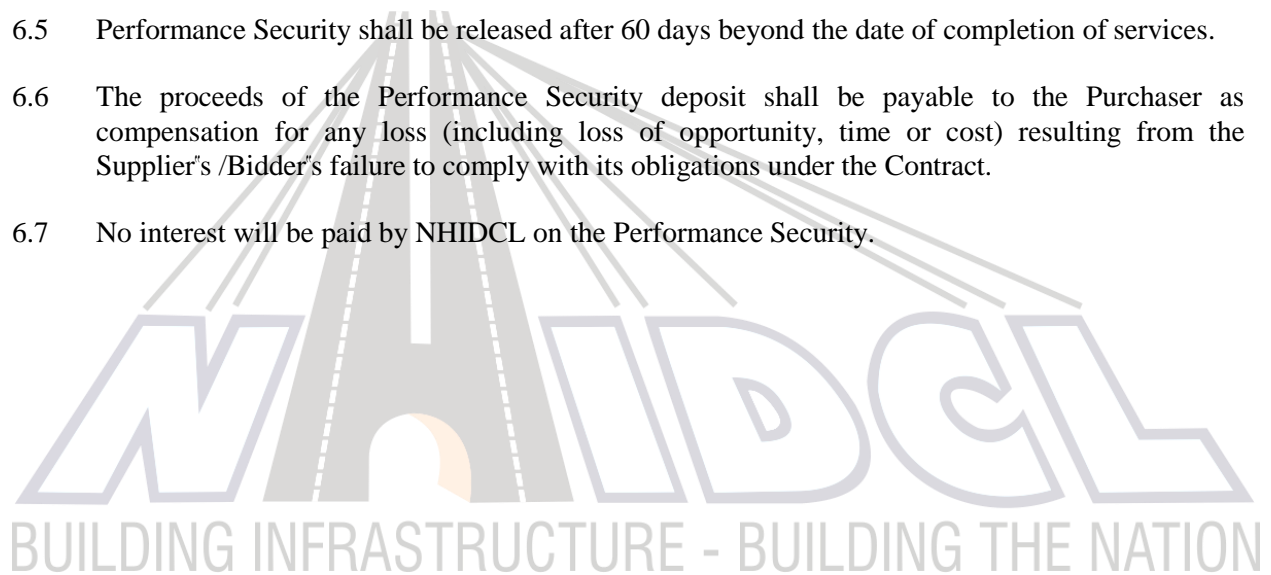 6.5 Performance Security shall be released after 60 days beyond the date of completion of services.
6.6 The proceeds of the Performance Security deposit shall be payable to the Purchaser as
compensation for any loss (including loss of opportunity, time or cost) resulting from the
Supplier"s /Bidder"s failure to comply with its obligations under the Contract.
6.7 No interest will be paid by NHIDCL on the Performance Security.
NHIDCL
BUILDING INFRASTRUCTURE - BUILDING THE NATION